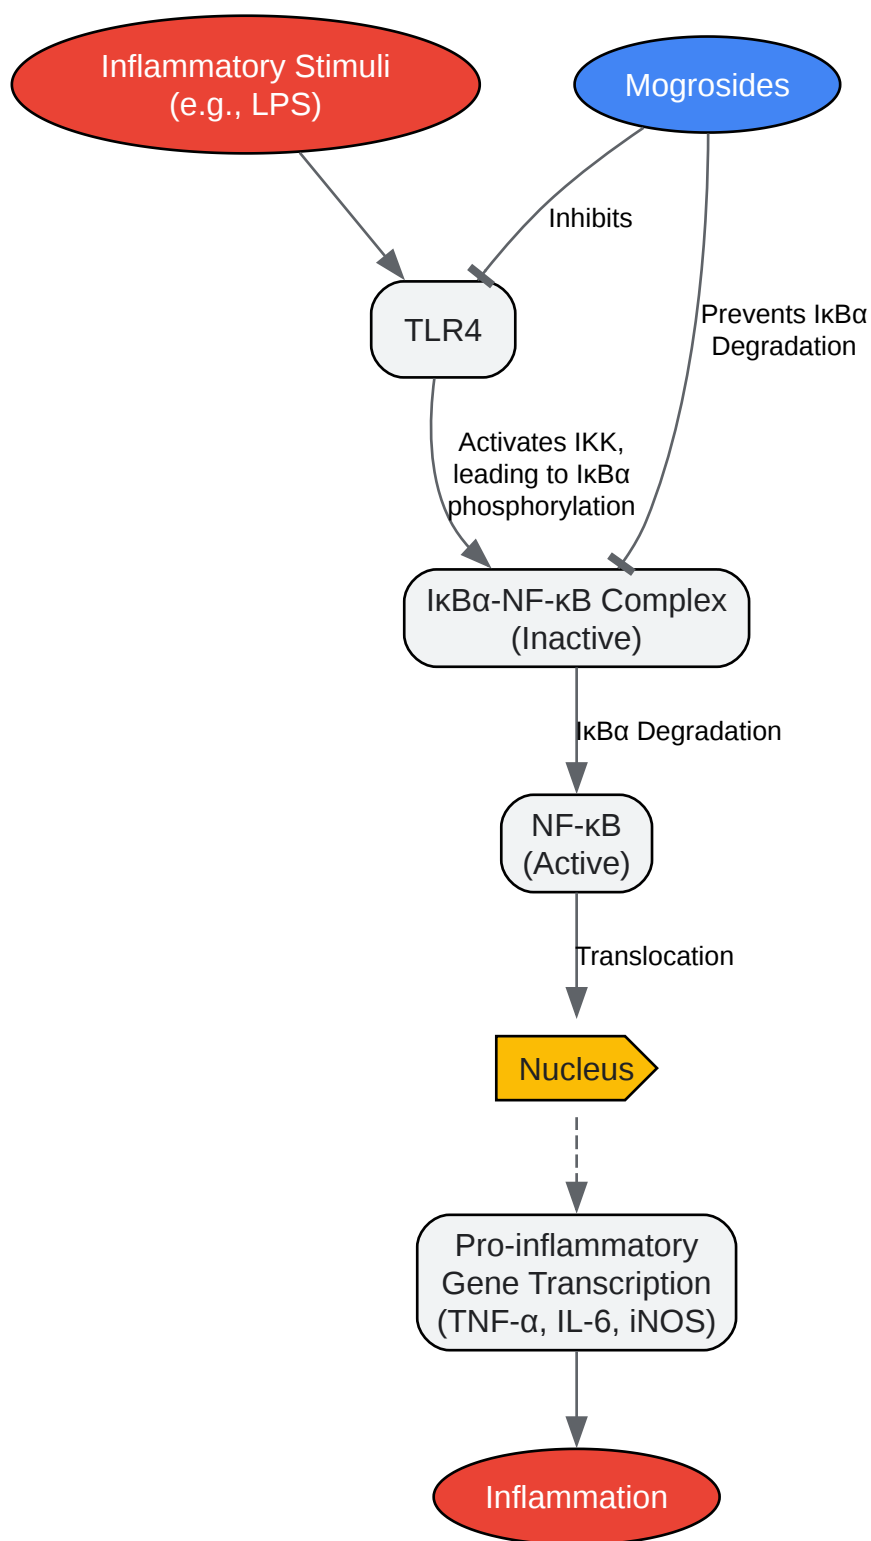 Inflammatory Stimuli
(e.g., LPS)
Mogrosides
Inhibits
Prevents IκBα
Degradation
TLR4
Activates IKK,
leading to IκBα
phosphorylation
IκBα-NF-κB Complex
(Inactive)
IκBα Degradation
NF-κB
(Active)
Translocation
Nucleus
Pro-inflammatory
Gene Transcription
(TNF-α, IL-6, iNOS)
Inflammation